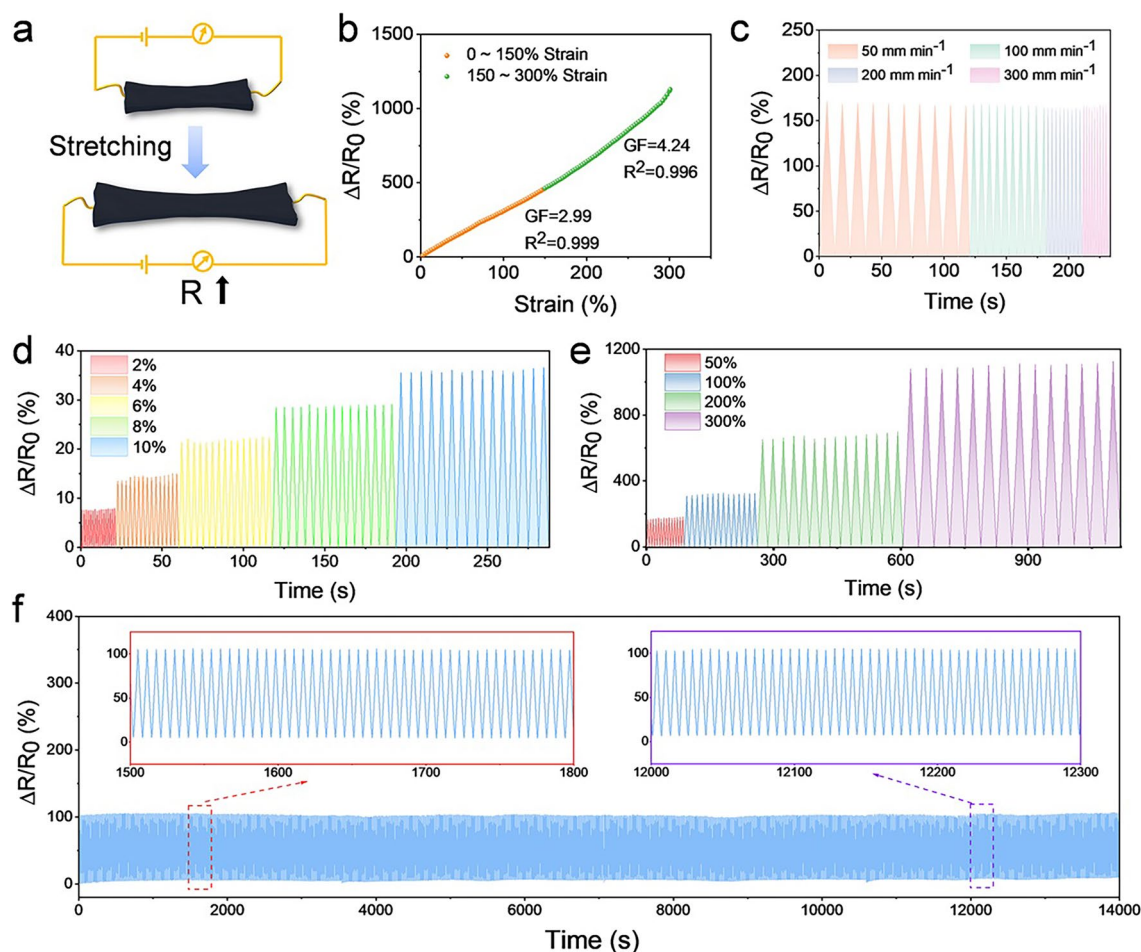 a
Stretching
R
b
ΔR/R0 (%)
1500
1000
500
0
0 ~ 150% Strain
150 ~ 300% Strain
GF=4.24
R2=0.996
GF=2.99
R2=0.999
0
100
200
300
Strain (%)
c
ΔR/R0 (%)
250
200
150
100
50
0
50 mm min-1
100 mm min-1
200 mm min-1
300 mm min-1
0
50
100
150
200
Time (s)
d
ΔR/R0 (%)
40
30
20
10
0
2%
4%
6%
8%
10%
0
50
100
150
200
250
Time (s)
e
ΔR/R0 (%)
1200
800
400
0
50%
100%
200%
300%
0
300
600
900
Time (s)
f
ΔR/R0 (%)
400
300
200
100
0
100
50
0
1500
1600
1700
1800
100
50
0
12000
12100
12200
12300
0
2000
4000
6000
8000
10000
12000
14000
Time (s)